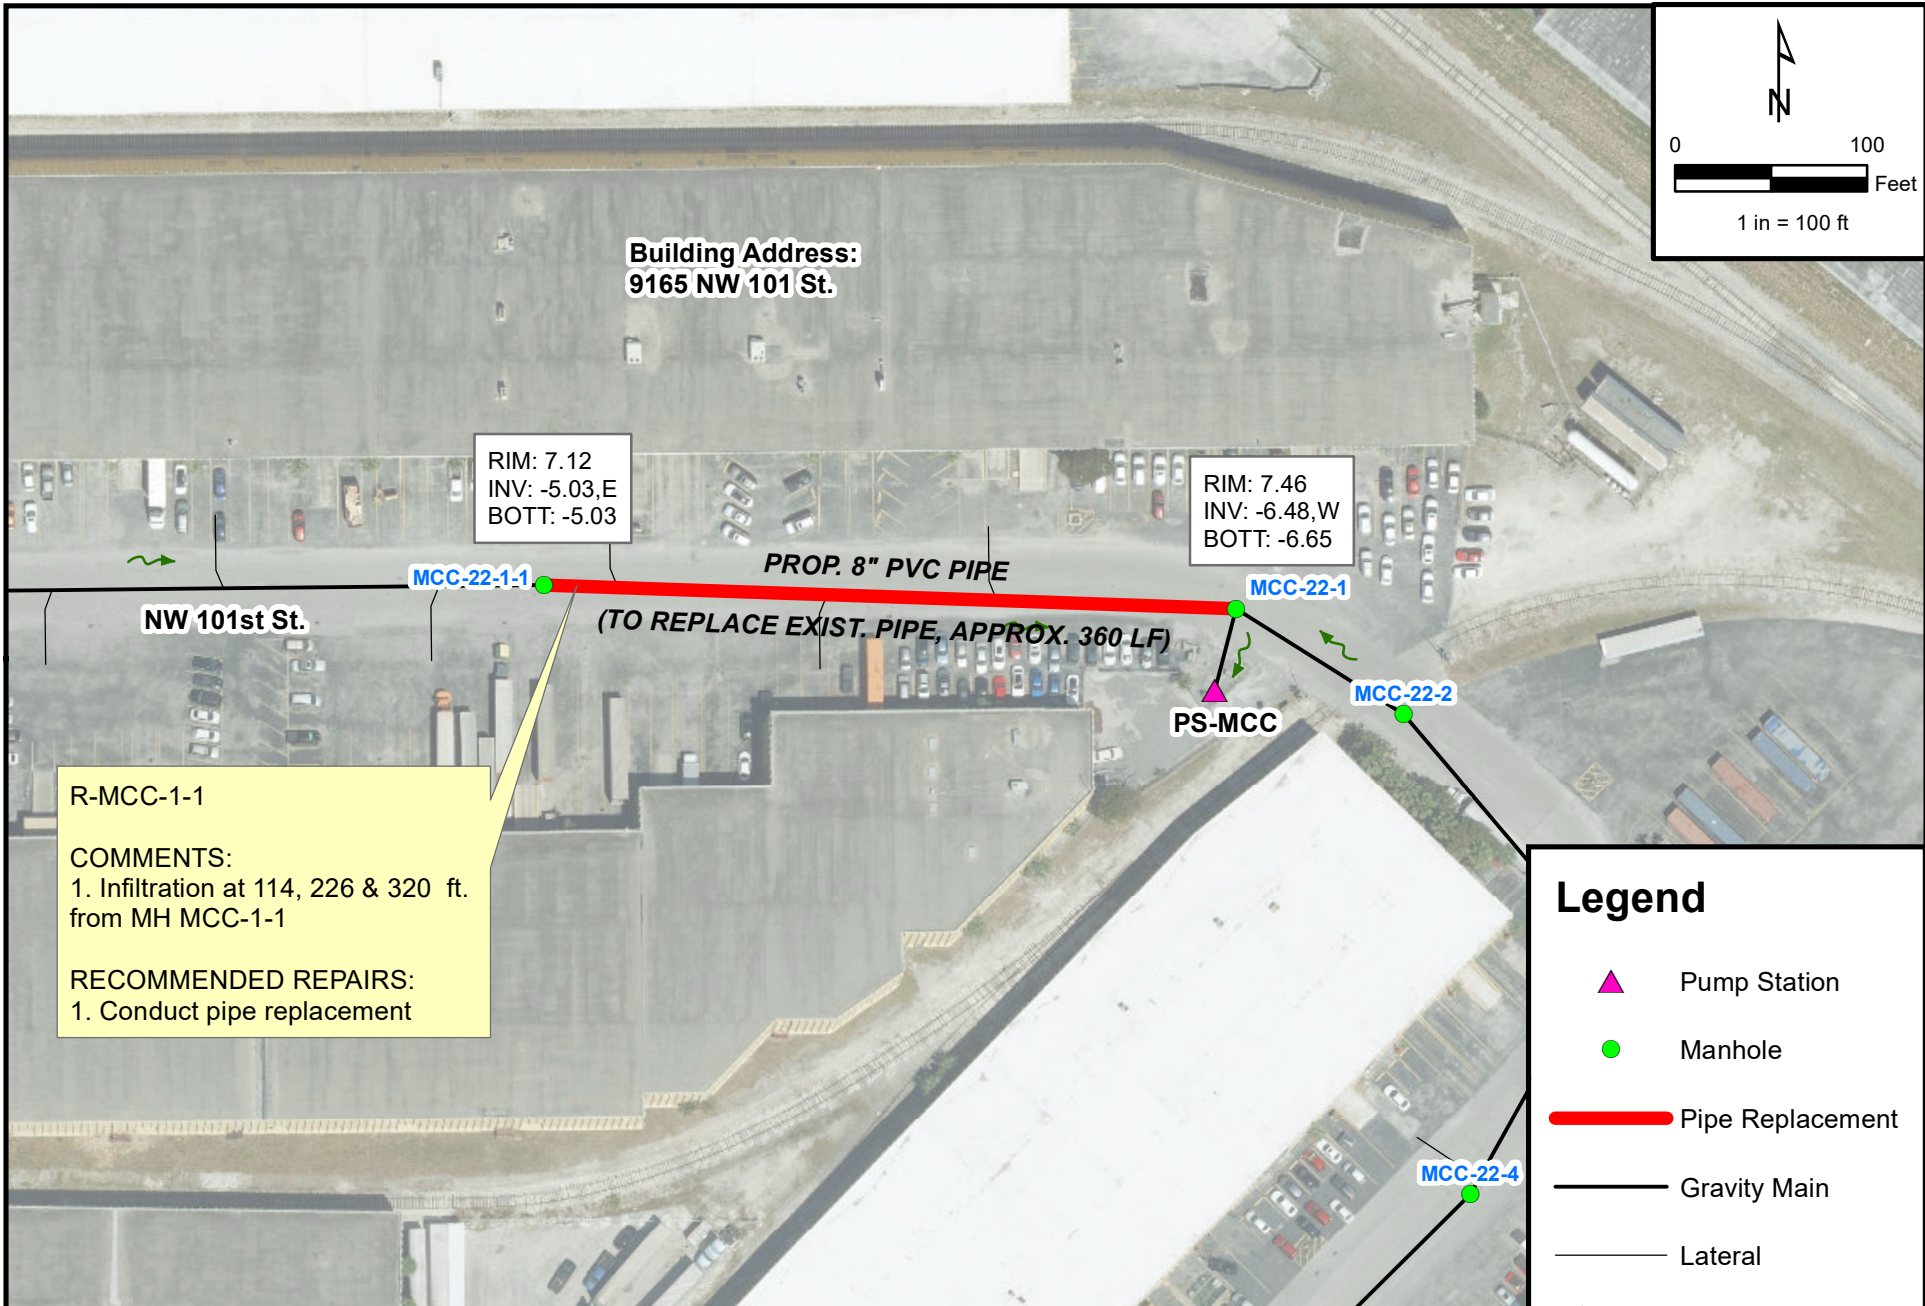 N
0 100
Feet
1 in = 100 ft
Building Address:
9165 NW 101 St.
RIM: 7.12
INV: -5.03,E
BOTT: -5.03
RIM: 7.46
INV: -6.48,W
BOTT: -6.65
PROP. 8" PVC PIPE
(TO REPLACE EXIST. PIPE, APPROX. 360 LF)
MCC-22-1-1
MCC-22-1
NW 101st St.
MCC-22-2
PS-MCC
R-MCC-1-1
COMMENTS:
1. Infiltration at 114, 226 & 320 ft.
from MH MCC-1-1
RECOMMENDED REPAIRS:
1. Conduct pipe replacement
MCC-22-4
Legend
Pump Station
Manhole
Pipe Replacement
Gravity Main
Lateral